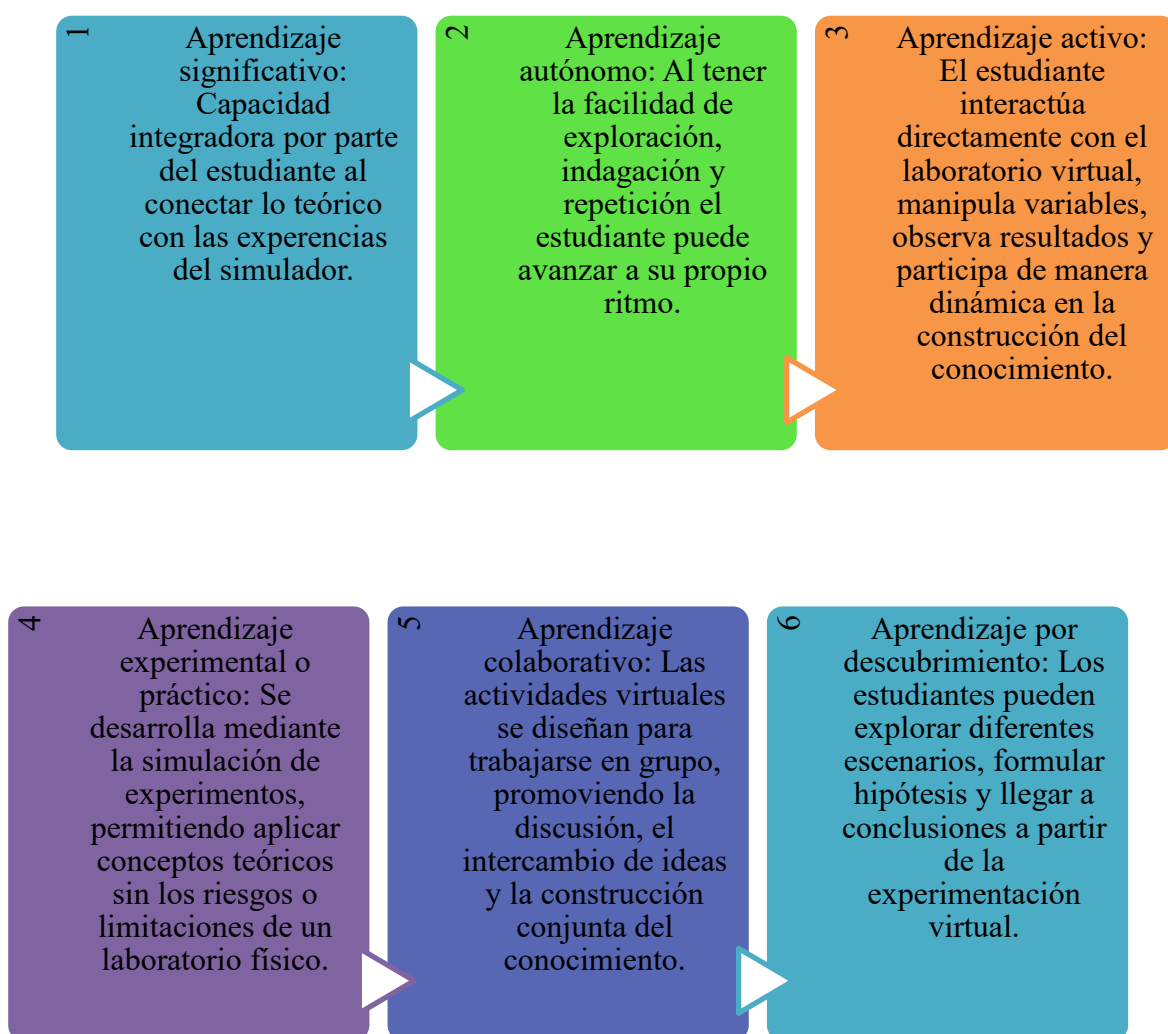 1
Aprendizaje
significativo:
Capacidad
integradora por parte
del estudiante al
conectar lo teórico
con las experencias
del simulador.
2
Aprendizaje
autónomo: Al tener
la facilidad de
exploración,
indagación y
repetición el
estudiante puede
avanzar a su propio
ritmo.
3
Aprendizaje activo:
El estudiante
interactúa
directamente con el
laboratorio virtual,
manipula variables,
observa resultados y
participa de manera
dinámica en la
construcción del
conocimiento.
4
Aprendizaje
experimental o
práctico: Se
desarrolla mediante
la simulación de
experimentos,
permitiendo aplicar
conceptos teóricos
sin los riesgos o
limitaciones de un
laboratorio físico.
5
Aprendizaje
colaborativo: Las
actividades virtuales
se diseñan para
trabajarse en grupo,
promoviendo la
discusión, el
intercambio de ideas
y la construcción
conjunta del
conocimiento.
6
Aprendizaje por
descubrimiento: Los
estudiantes pueden
explorar diferentes
escenarios, formular
hipótesis y llegar a
conclusiones a partir
de la
experimentación
virtual.